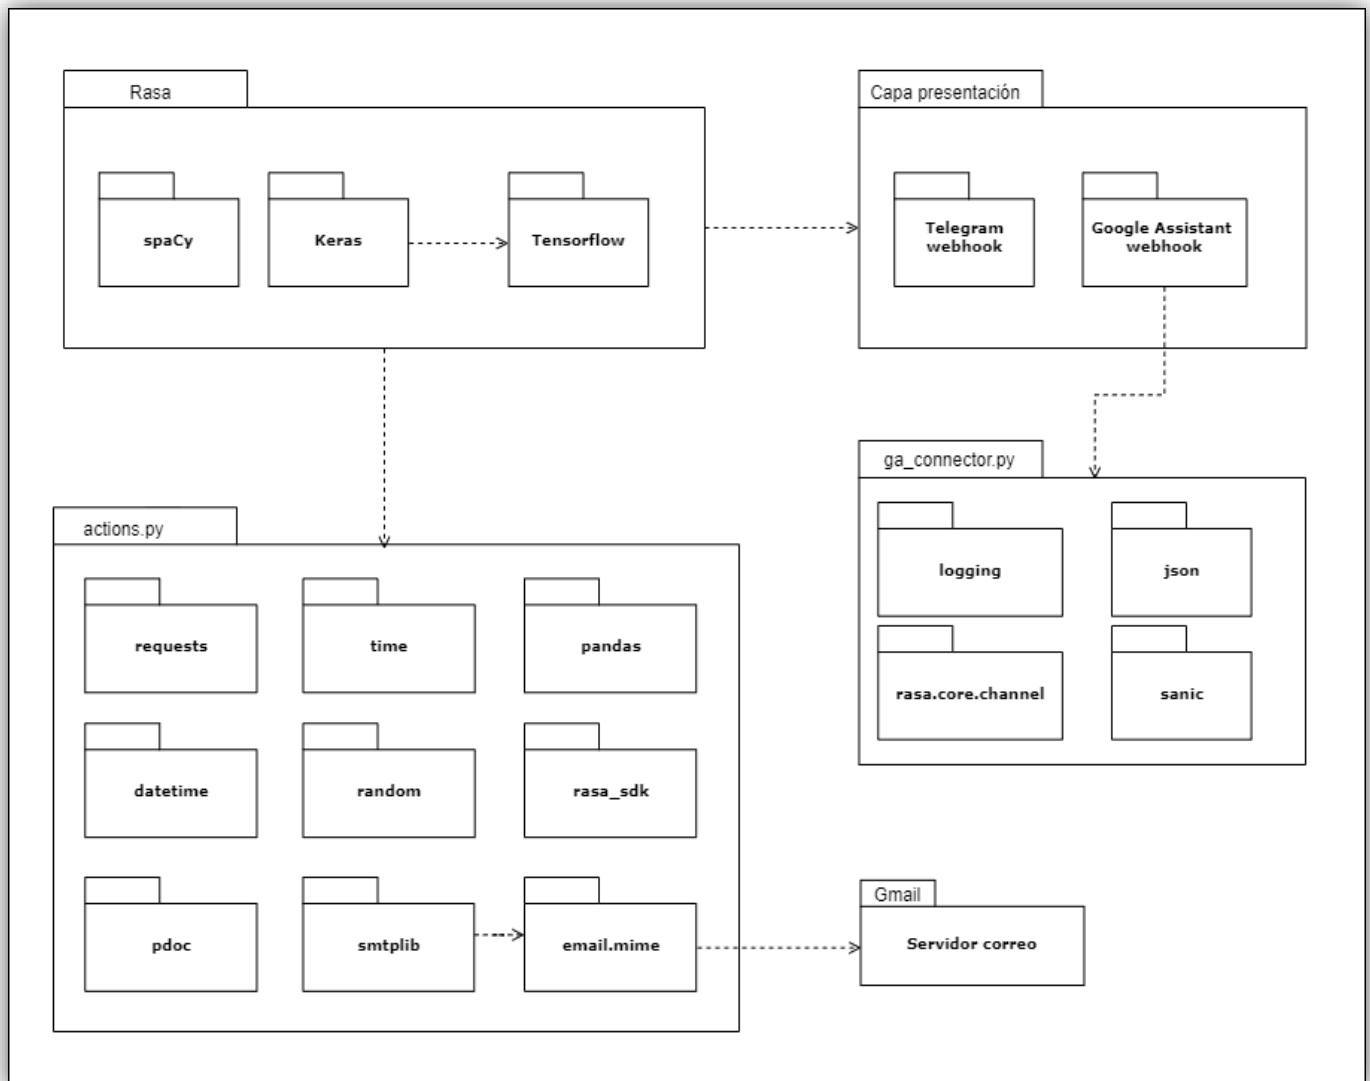 Rasa
spaCy
Keras
Tensorflow
Capa presentación
Telegram
webhook
Google Assistant
webhook
ga_connector.py
logging
json
rasa.core.channel
sanic
actions.py
requests
time
pandas
datetime
random
rasa_sdk
pdoc
smtplib
email.mime
Gmail
Servidor correo